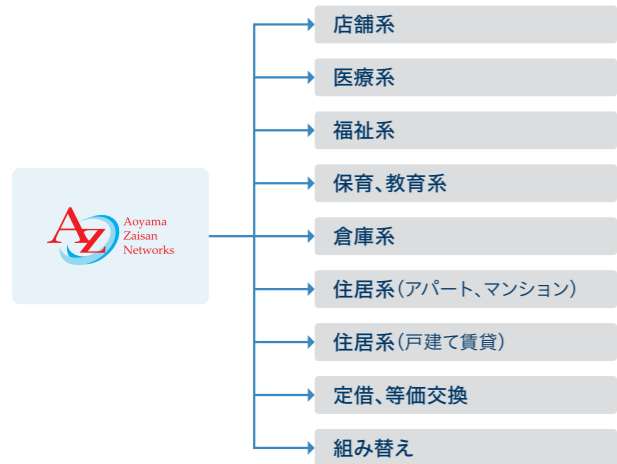 店舗系
医療系
福祉系
保育、教育系
AZ
Aoyama
Zaisan
Networks
倉庫系
住居系(アパート、マンション)
住居系(戸建て賃貸)
定借、等価交換
組み替え